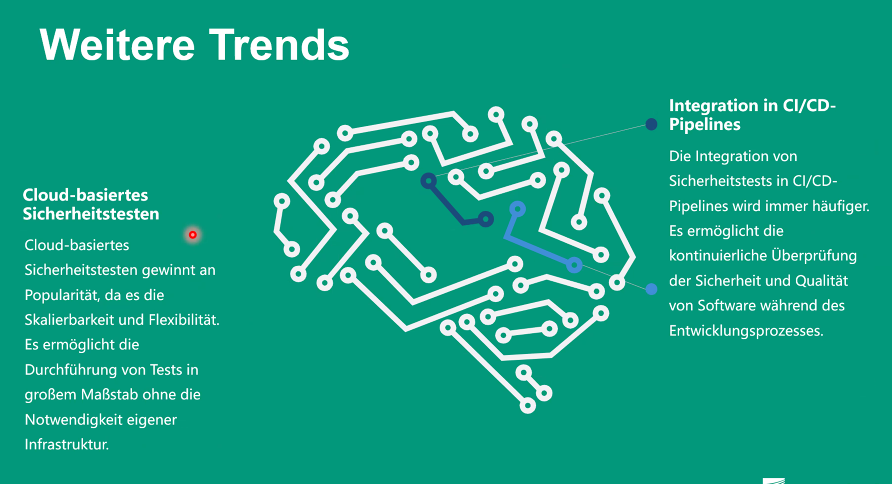 Weitere Trends
Cloud-basiertes
Sicherheitstesten
Cloud-basiertes
Sicherheitstesten gewinnt an
Popularität, da es die
Skalierbarkeit und Flexibilität.
Es ermöglicht die
Durchführung von Tests in
großem Maßstab ohne die
Notwendigkeit eigener
Infrastruktur.
Integration in CI/CD-
Pipelines
Die Integration von
Sicherheitstests in CI/CD-
Pipelines wird immer häufiger.
Es ermöglicht die
kontinuierliche Überprüfung
der Sicherheit und Qualität
von Software während des
Entwicklungsprozesses.